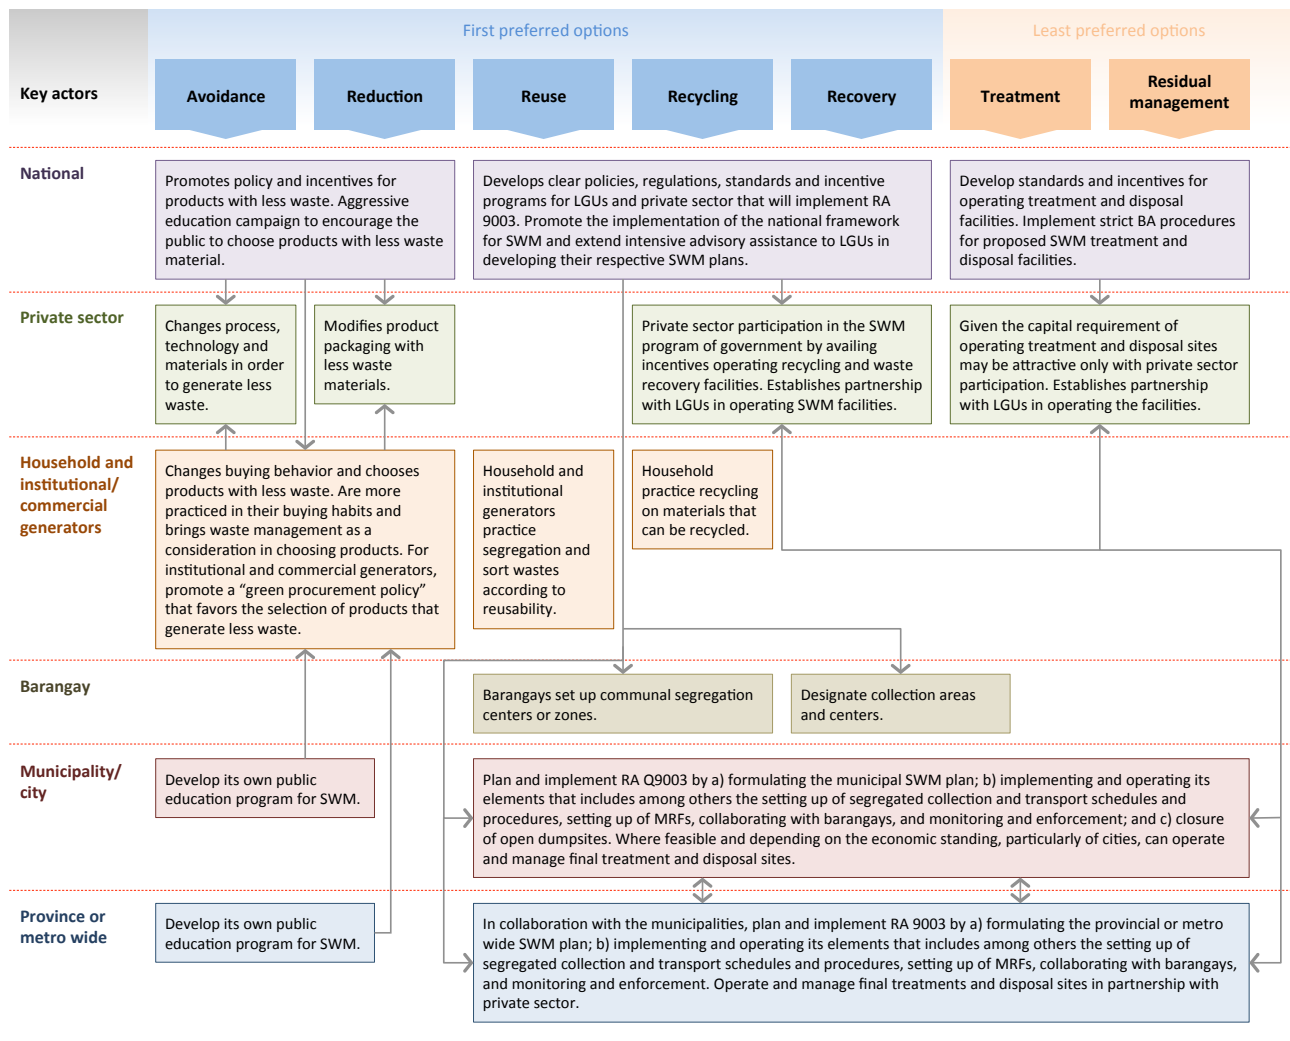 First preferred options
Least preferred options
Key actors
Avoidance
Reduction
Reuse
Recycling
Recovery
Treatment
Residual
management
National
Promotes policy and incentives for
products with less waste. Aggressive
education campaign to encourage the
public to choose products with less waste
material.
Develops clear policies, regulations, standards and incentive
programs for LGUs and private sector that will implement RA
9003. Promote the implementation of the national framework
for SWM and extend intensive advisory assistance to LGUs in
developing their respective SWM plans.
Develop standards and incentives for
operating treatment and disposal
facilities. Implement strict BA procedures
for proposed SWM treatment and
disposal facilities.
Private sector
Changes process,
technology and
materials in order
to generate less
waste.
Modifies product
packaging with
less waste
materials.
Private sector participation in the SWM
program of government by availing
incentives operating recycling and waste
recovery facilities. Establishes partnership
with LGUs in operating SWM facilities.
Given the capital requirement of
operating treatment and disposal sites
may be attractive only with private sector
participation. Establishes partnership
with LGUs in operating the facilities.
Household and
institutional/
commercial
generators
Changes buying behavior and chooses
products with less waste. Are more
practiced in their buying habits and
brings waste management as a
consideration in choosing products. For
institutional and commercial generators,
promote a “green procurement policy”
that favors the selection of products that
generate less waste.
Household and
institutional
generators
practice
segregation and
sort wastes
according to
reusability.
Household
practice recycling
on materials that
can be recycled.
Barangay
Barangays set up communal segregation
centers or zones.
Designate collection areas
and centers.
Municipality/
city
Develop its own public
education program for SWM.
Plan and implement RA Q9003 by a) formulating the municipal SWM plan; b) implementing and operating its
elements that includes among others the setting up of segregated collection and transport schedules and
procedures, setting up of MRFs, collaborating with barangays, and monitoring and enforcement; and c) closure
of open dumpsites. Where feasible and depending on the economic standing, particularly of cities, can operate
and manage final treatment and disposal sites.
Province or
metro wide
Develop its own public
education program for SWM.
In collaboration with the municipalities, plan and implement RA 9003 by a) formulating the provincial or metro
wide SWM plan; b) implementing and operating its elements that includes among others the setting up of
segregated collection and transport schedules and procedures, setting up of MRFs, collaborating with barangays,
and monitoring and enforcement. Operate and manage final treatments and disposal sites in partnership with
private sector.